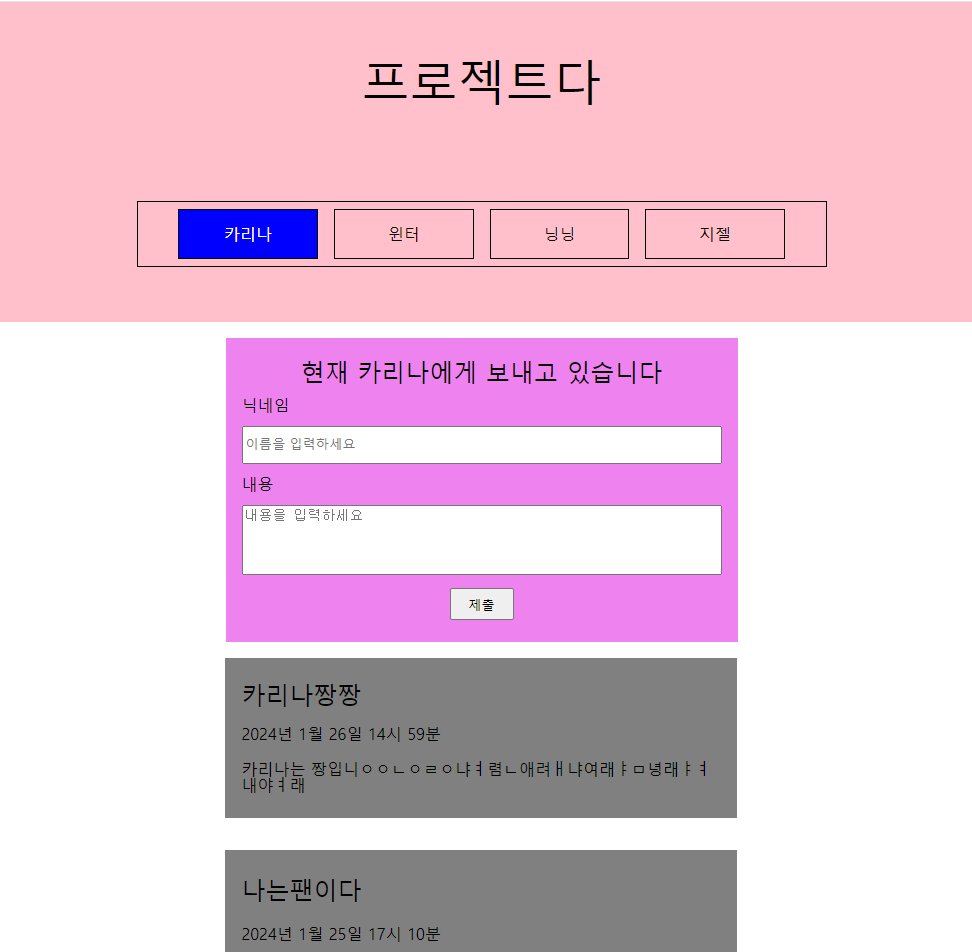 프로젝트다
카리나 윈터 닝닝 지젤
현재 카리나에게 보내고 있습니다
닉네임
이름을 입력하세요
내용
내용을 입력하세요
제출
카리나짱짱
2024년 1월 26일 14시 59분
카리나는 짱입니ㅇㅇㄴㅇㄹㅇ냐ㅕ렴ㄴ애려ㅐ냐여래ㅑㅁ녕래ㅑㅕ
내야ㅕ래
나는팬이다
2024년 1월 25일 17시 10분